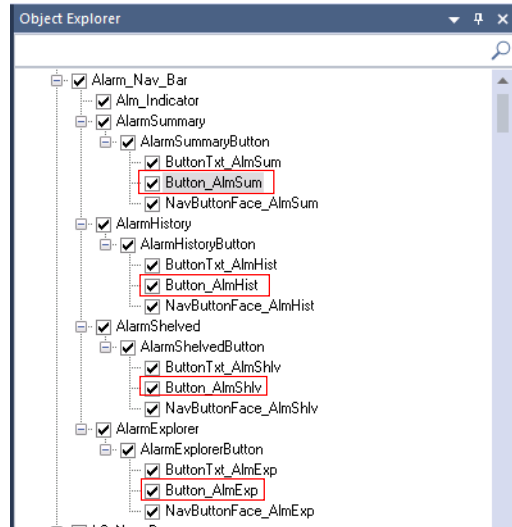 Object Explorer
Alarm_Nav_Bar
Alm_Indicator
AlarmSummary
AlarmSummaryButton
ButtonTxt_AlmSum
Button_AlmSum
NavButtonFace_AlmSum
AlarmHistory
AlarmHistoryButton
ButtonTxt_AlmHist
Button_AlmHist
NavButtonFace_AlmHist
AlarmShelved
AlarmShelvedButton
ButtonTxt_AlmShlv
Button_AlmShlv
NavButtonFace_AlmShlv
AlarmExplorer
AlarmExplorerButton
ButtonTxt_AlmExp
Button_AlmExp
NavButtonFace_AlmExp